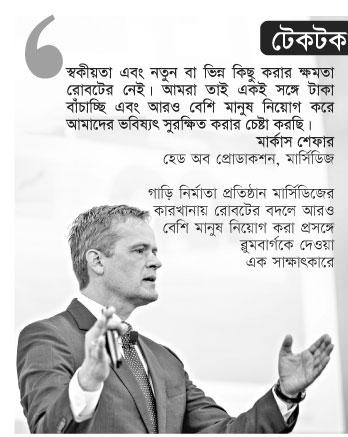 টেকটক
স্বকীয়তা এবং নতুন বা ভিন্ন কিছু করার ক্ষমতা
রোবটের নেই। আমরা তাই একই সঙ্গে টাকা
বাঁচাচ্ছি এবং আরও বেশি মানুষ নিয়োগ করে
আমাদের ভবিষ্যৎ সুরক্ষিত করার চেষ্টা করছি।
মার্কাস শেফার
হেড অব প্রোডাকশন, মার্সিডিজ
গাড়ি নির্মাতা প্রতিষ্ঠান মার্সিডিজের
কারখানায় রোবটের বদলে আরও
বেশি মানুষ নিয়োগ করা প্রসঙ্গে
ব্লুমবার্গকে দেওয়া
এক সাক্ষাৎকারে